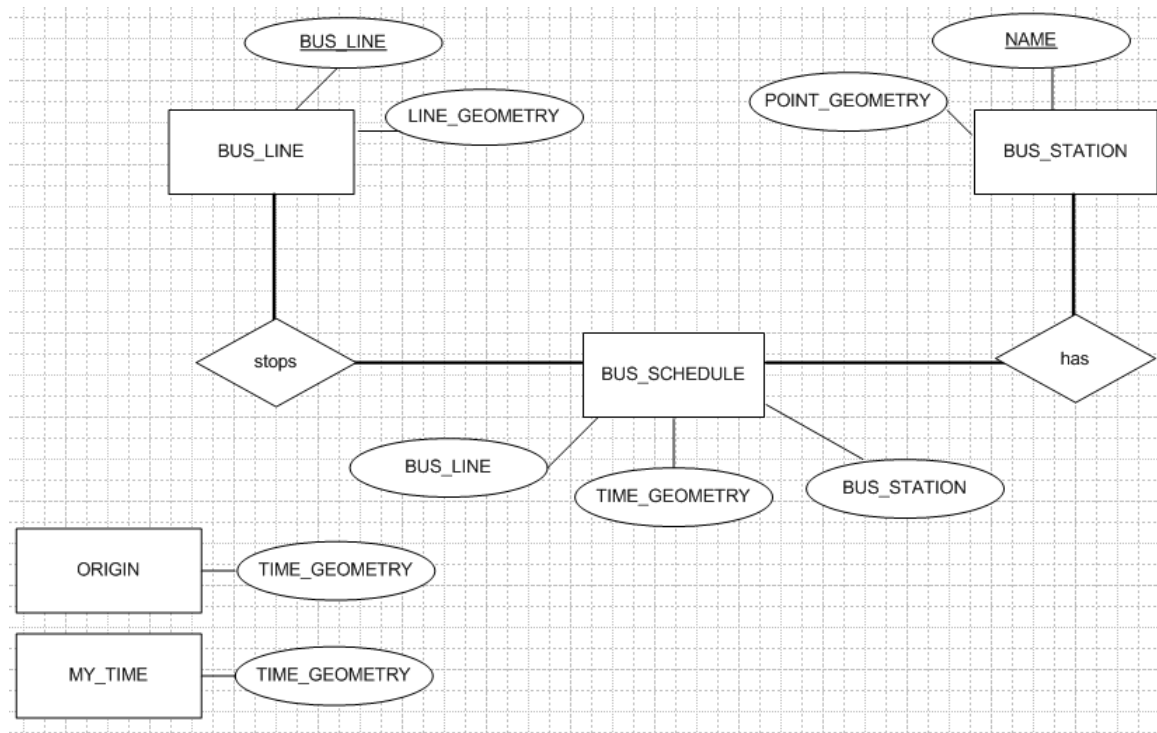 BUS_LINE
NAME
LINE_GEOMETRY
POINT_GEOMETRY
BUS_LINE
BUS_STATION
stops
BUS_SCHEDULE
has
BUS_LINE
TIME_GEOMETRY
BUS_STATION
ORIGIN
TIME_GEOMETRY
MY_TIME
TIME_GEOMETRY